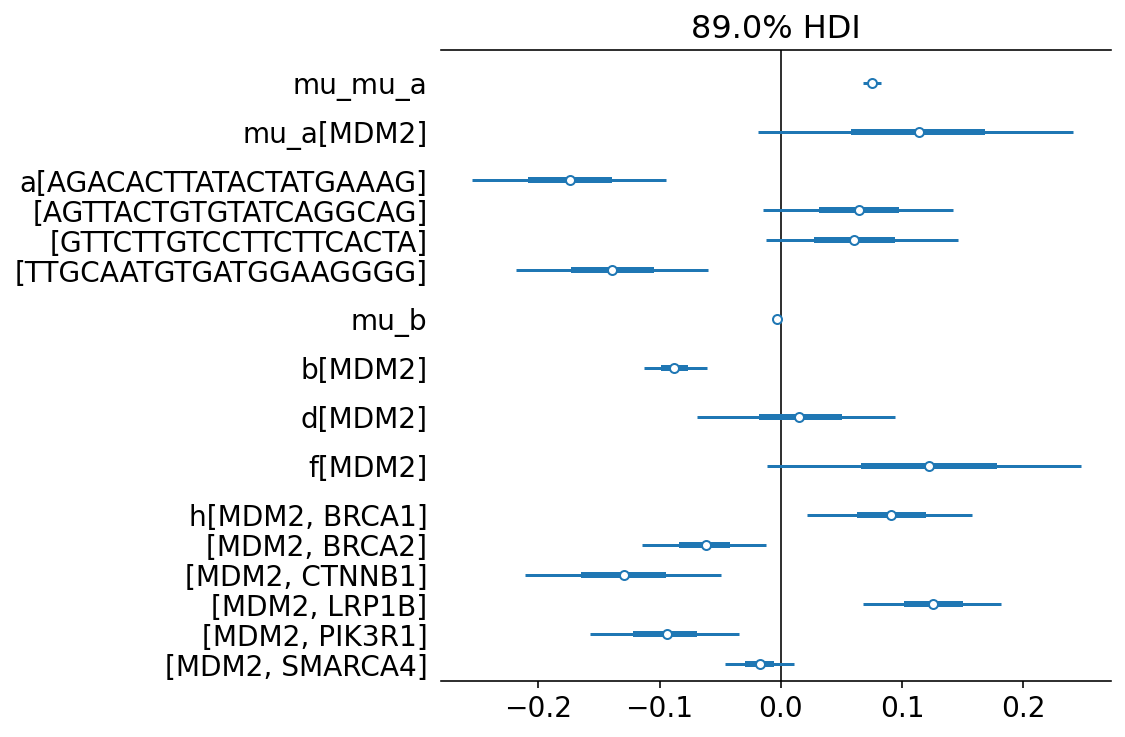 89.0% HDI
mu_mu_a
mu_a[MDM2]
a[AGACACTTATACTATGAAAG]
[AGTTACTGTGTATCAGGCAG]
[GTTCTTGTCCTTCTTCACTA]
[TTGCAATGTGATGGAAGGGG]
mu_b
b[MDM2]
d[MDM2]
f[MDM2]
h[MDM2, BRCA1]
[MDM2, BRCA2]
[MDM2, CTNNB1]
[MDM2, LRP1B]
[MDM2, PIK3R1]
[MDM2, SMARCA4]
−0.2 −0.1 0.0 0.1 0.2